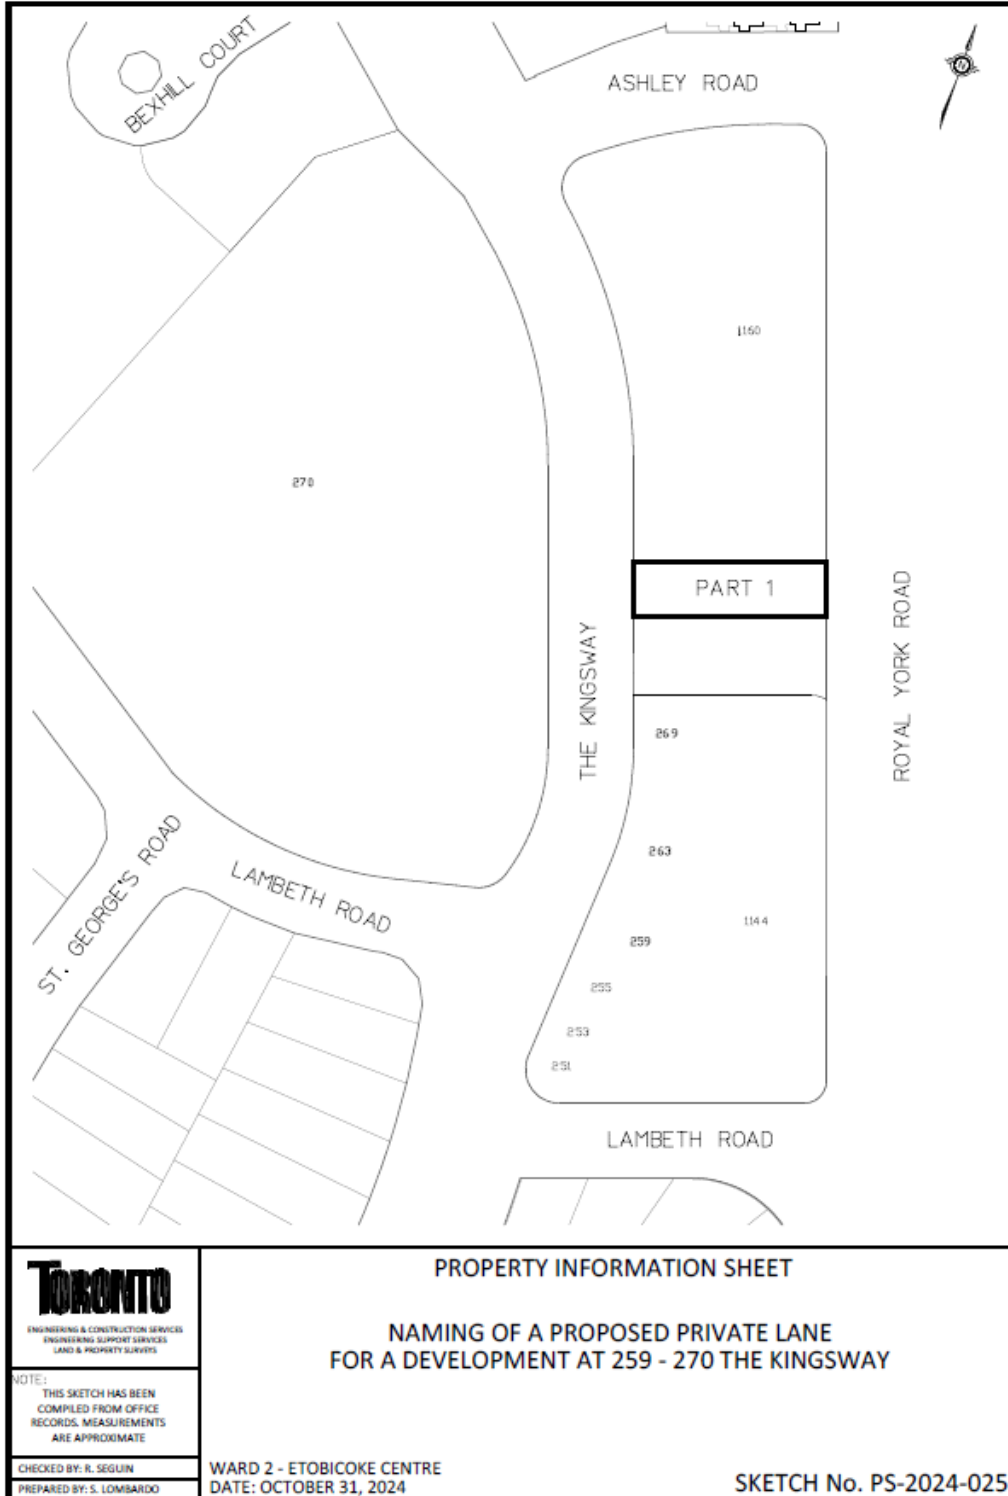 BEXHILL COURT
ASHLEY ROAD
N
1160
270
PART 1
THE KINGSWAY
ROYAL YORK ROAD
269
263
1144
259
255
253
251
ST. GEORGE'S ROAD
LAMBETH ROAD
LAMBETH ROAD
TORONTO
ENGINEERING & CONSTRUCTION SERVICES
ENGINEERING SUPPORT SERVICES
LAND & PROPERTY SURVEYS
NOTE:
THIS SKETCH HAS BEEN
COMPILED FROM OFFICE
RECORDS. MEASUREMENTS
ARE APPROXIMATE
CHECKED BY: R. SEGUIN
PREPARED BY: S. LOMBARDO
PROPERTY INFORMATION SHEET
NAMING OF A PROPOSED PRIVATE LANE
FOR A DEVELOPMENT AT 259 - 270 THE KINGSWAY
WARD 2 - ETOBICOKE CENTRE
DATE: OCTOBER 31, 2024
SKETCH No. PS-2024-025